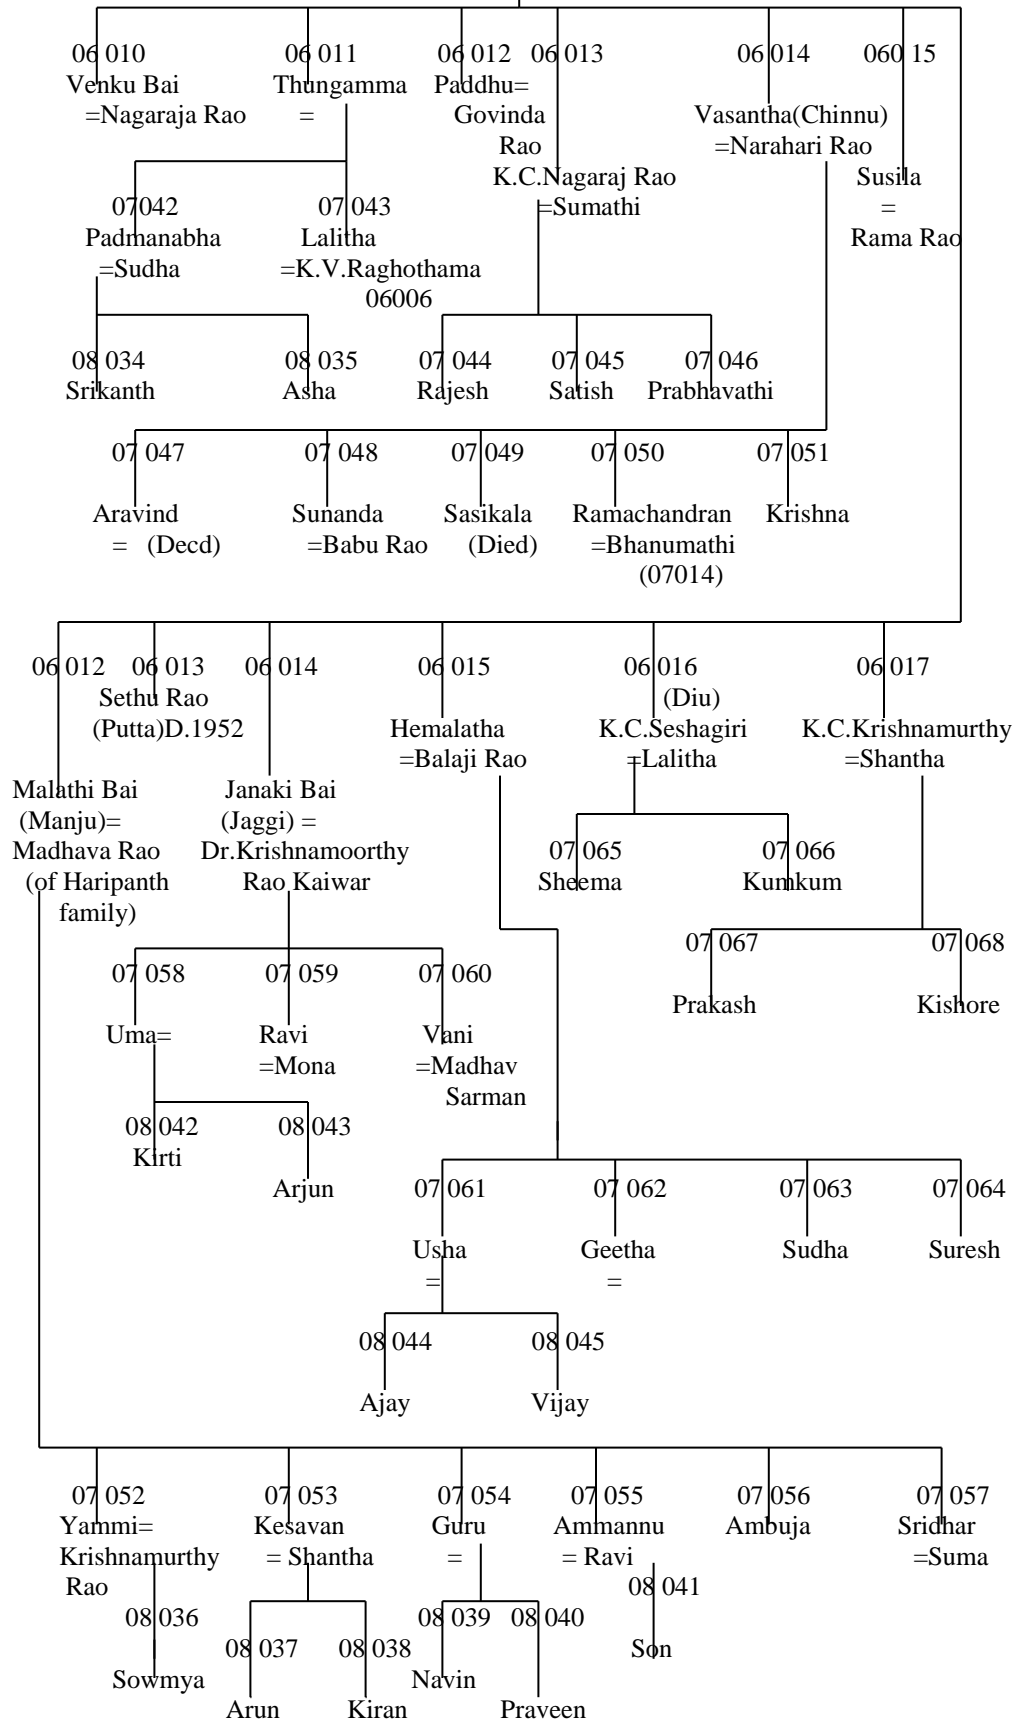 06 010 06 011 06 012 06 013 06 014 060 15
Venku Bai Thungamma Paddhu=
=Nagaraja Rao = Govinda Vasantha(Chinnu)
Rao =Narahari Rao
K.C.Nagaraj Rao Susila
07042 07 043 =Sumathi =
Padmanabha Lalitha Rama Rao
=Sudha =K.V.Raghothama
06006
08 034 08 035 07 044 07 045 07 046
Srikanth Asha Rajesh Satish Prabhavathi
07 047 07 048 07 049 07 050 07 051
Aravind Sunanda Sasikala Ramachandran Krishna
= (Decd) =Babu Rao (Died) =Bhanumathi
(07014)
06 012 06 013 06 014 06 015 06 016 06 017
Sethu Rao (Diu)
(Putta)D.1952 Hemalatha K.C.Seshagiri K.C.Krishnamurthy
=Balaji Rao =Lalitha =Shantha
Malathi Bai Janaki Bai
(Manju)= (Jaggi) =
Madhava Rao Dr.Krishnamoorthy 07 065 07 066
(of Haripanth Rao Kaiwar Sheema Kumkum
family)
07 067 07 068
07 058 07 059 07 060
Prakash Kishore
Uma= Ravi Vani
=Mona =Madhav
Sarman
08 042 08 043
Kirti
Arjun 07 061 07 062 07 063 07 064
Usha Geetha Sudha Suresh
= =
08 044 08 045
Ajay Vijay
07 052 07 053 07 054 07 055 07 056 07 057
Yammi= Kesavan Guru Ammannu Ambuja Sridhar
Krishnamurthy = Shantha = = Ravi =Suma
Rao 08 041
08 036 08 039 08 040
08 037 08 038 Son
Sowmya Navin
Arun Kiran Praveen